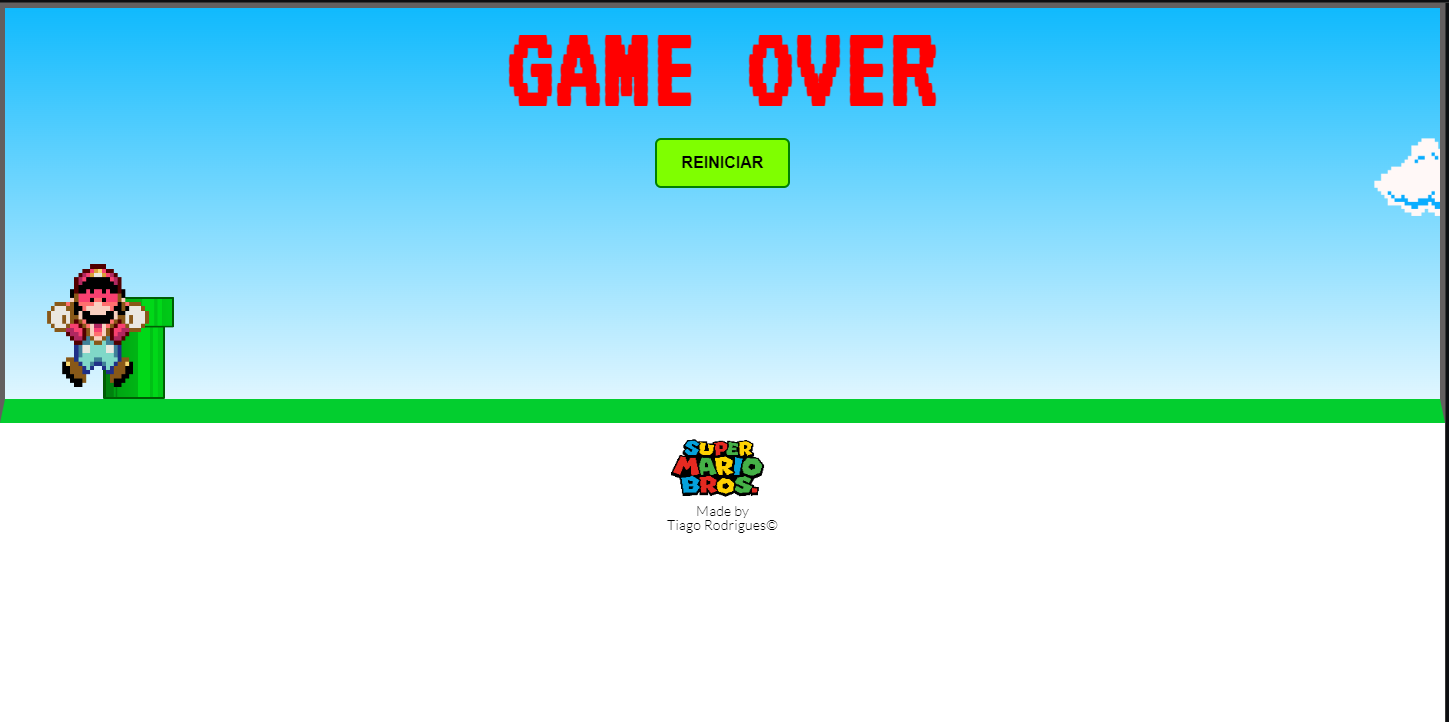 GAME OVER
REINICIAR
SUPER
MARIO
BROS.
Made by
Tiago Rodrigues©